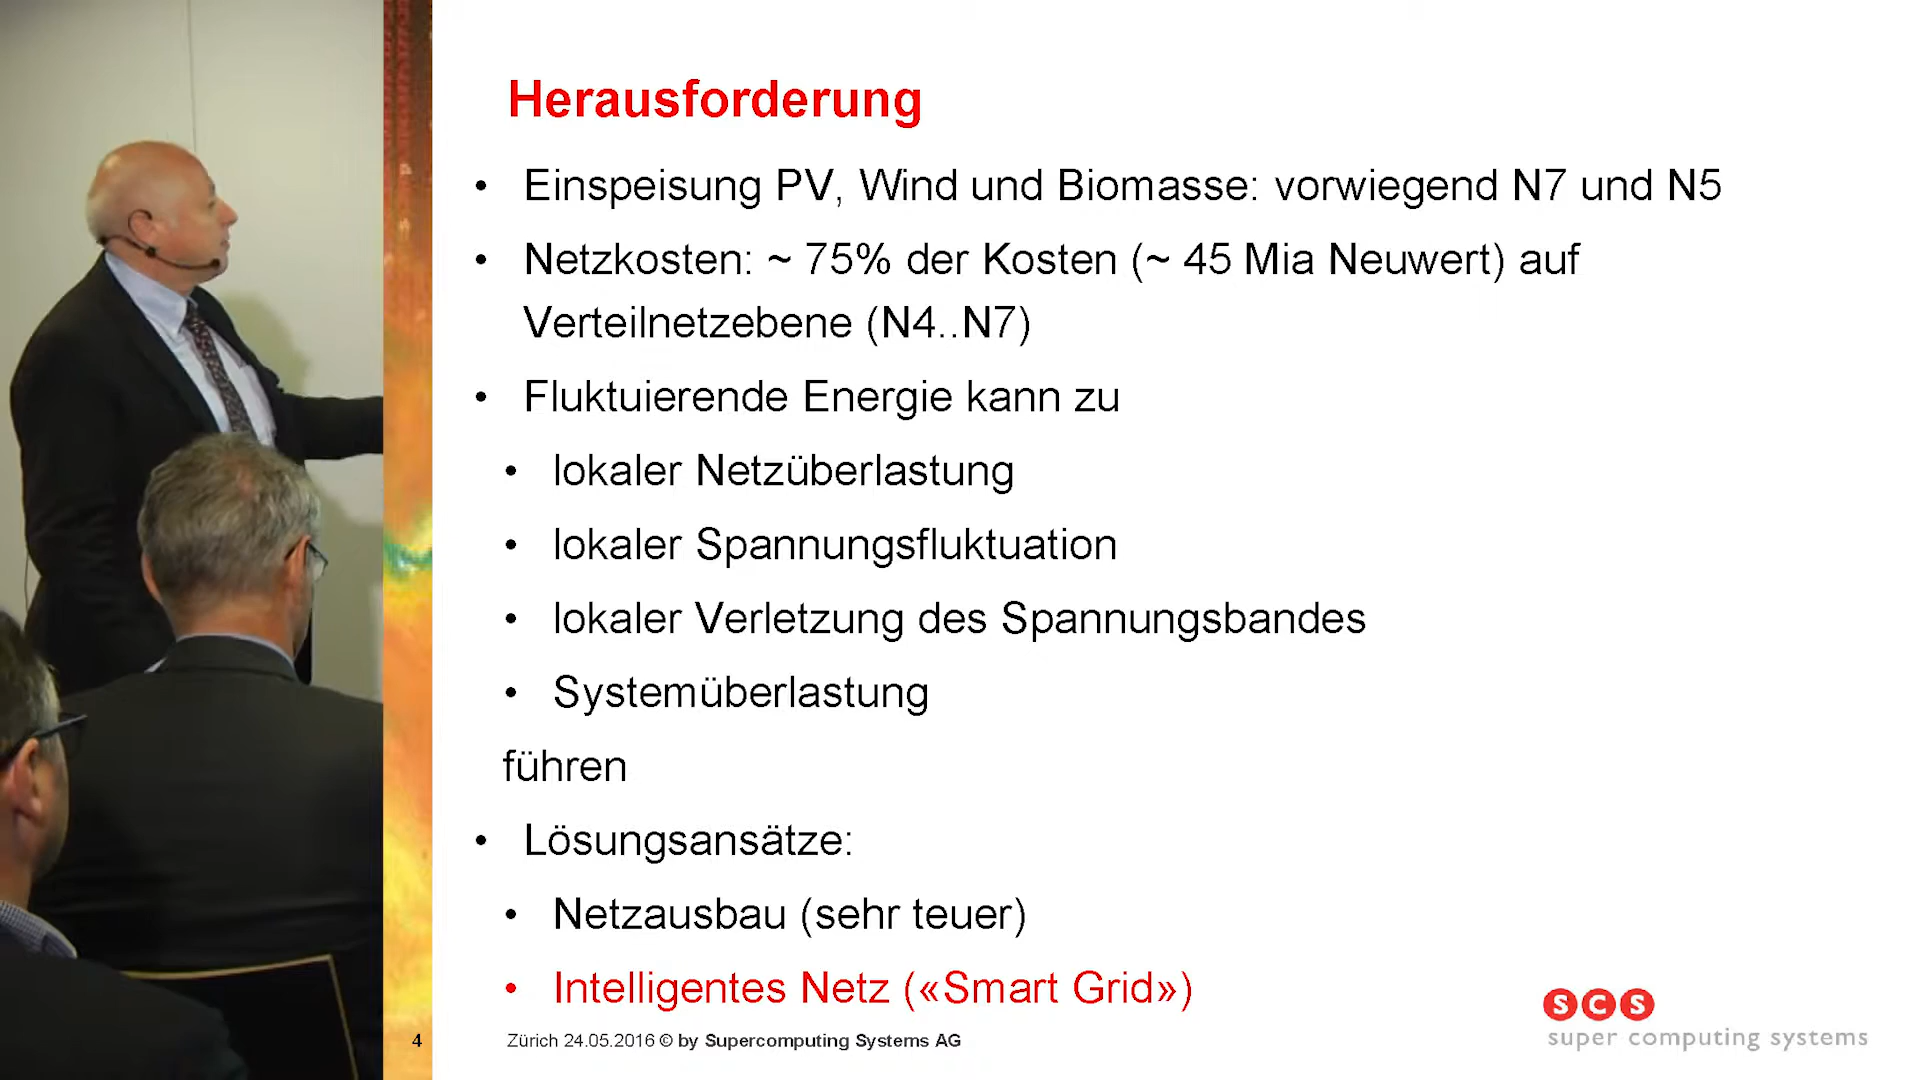 Herausforderung
• Einspeisung PV, Wind und Biomasse: vorwiegend N7 und N5
• Netzkosten: ~ 75% der Kosten (~ 45 Mia Neuwert) auf
Verteilnetzebene (N4..N7)
• Fluktuierende Energie kann zu
• lokaler Netzüberlastung
• lokaler Spannungsfluktuation
• lokaler Verletzung des Spannungsbandes
• Systemüberlastung
führen
• Lösungsansätze:
• Netzausbau (sehr teuer)
• Intelligentes Netz («Smart Grid»)
4 Zürich 24.05.2016 © by Supercomputing Systems AG
scs
super computing systems